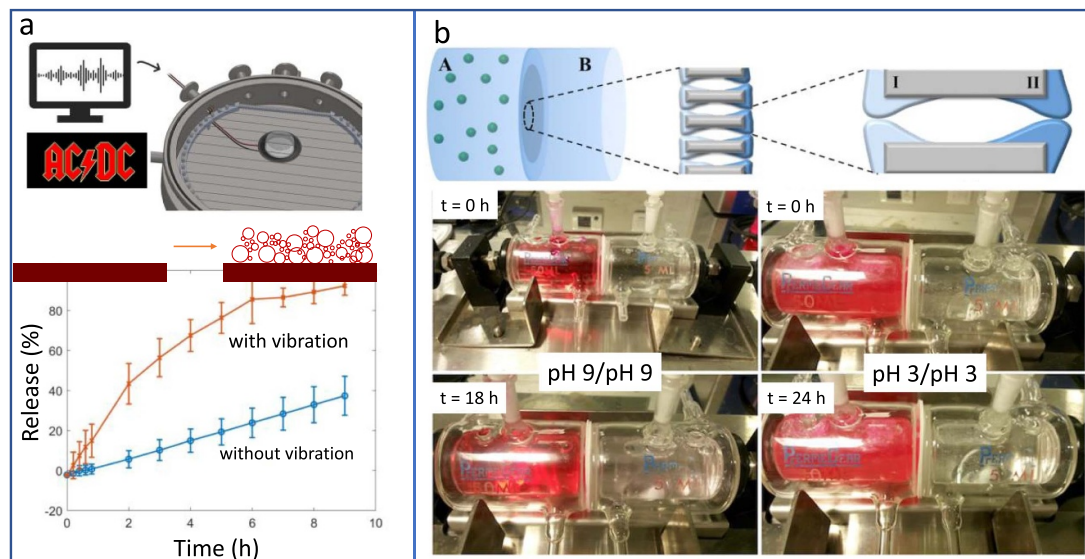 a
AC/DC
Release (%)
80
60
40
20
0
-20
with vibration
without vibration
0
2
4
6
8
10
Time (h)
b
A
B
I
II
t = 0 h
t = 0 h
pH 9/pH 9
pH 3/pH 3
t = 18 h
t = 24 h